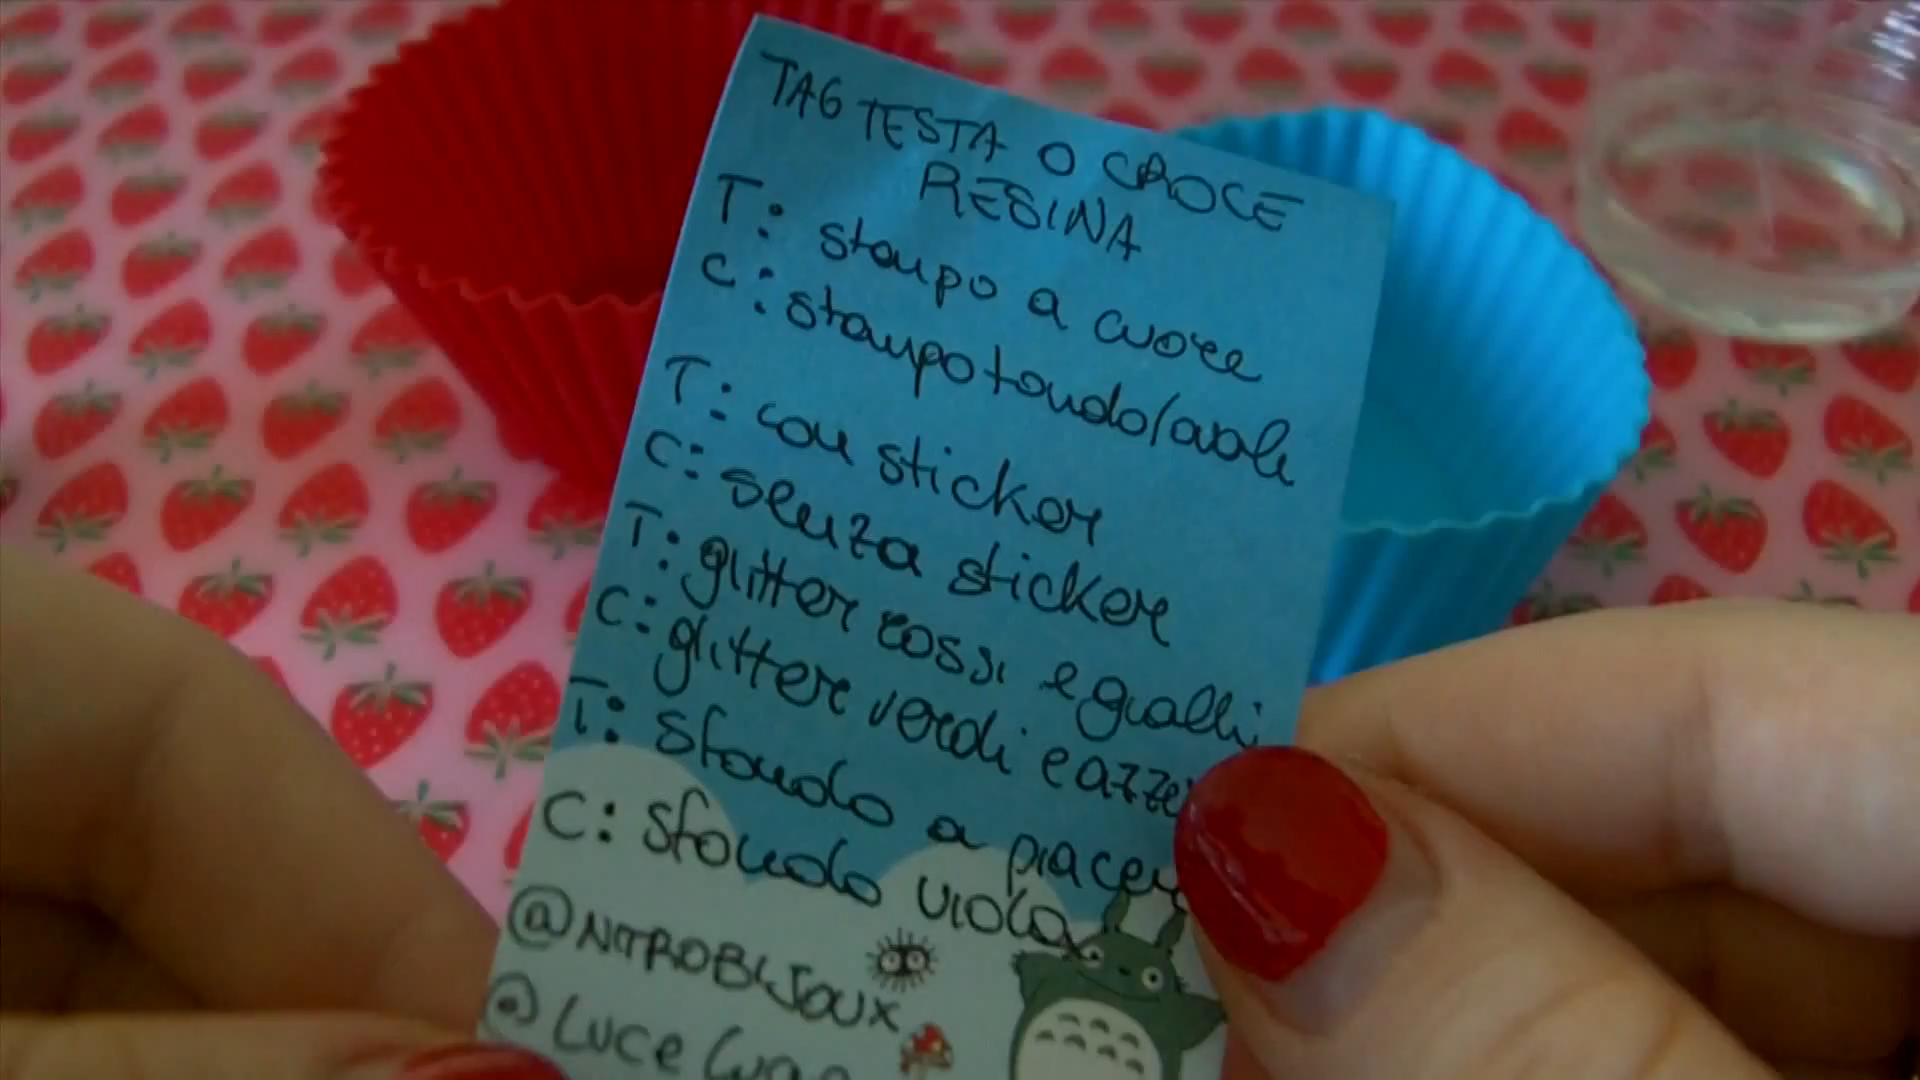 TAG TESTA O CROCE
RESINA
T: stampo a cuore
C: stampo tondo/ovale
T: con sticker
C: senza sticker
T: glitter rossi e gialli
C: glitter verdi e
T: sfondo a piacere
C: sfondo viola
@NITROBIJOUX
@LUCE